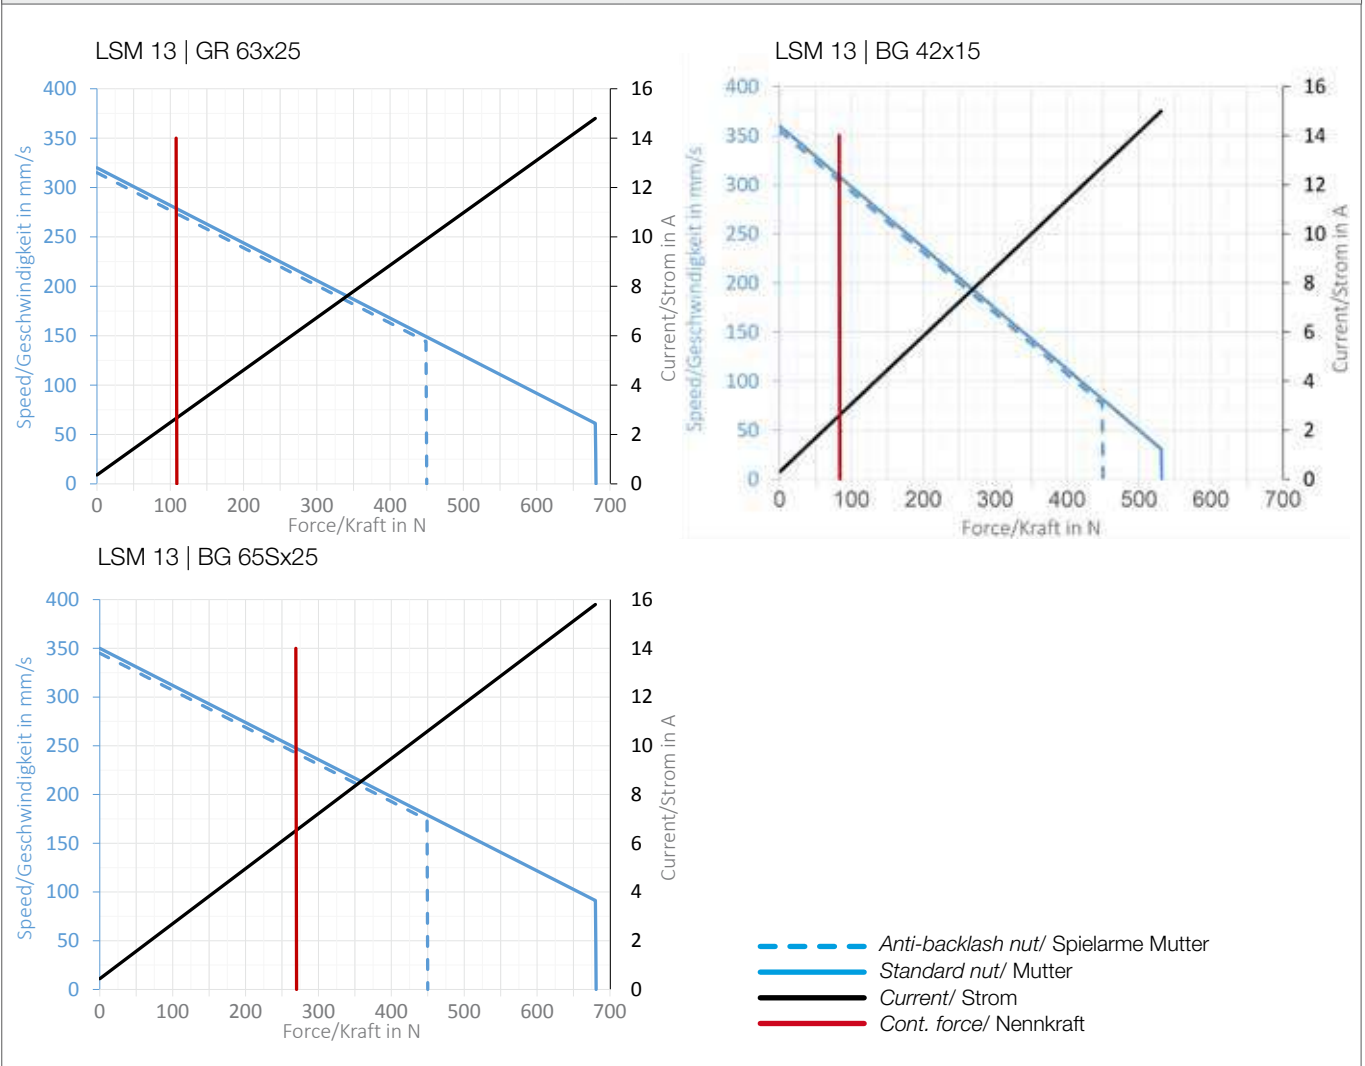 LSM 13 | GR 63x25
400
350
300
250
200
150
100
50
0
Speed/Geschwindigkeit in mm/s
16
14
12
10
8
6
4
2
0
Current/Strom in A
0 100 200 300 400 500 600 700
Force/Kraft in N
LSM 13 | BG 42x15
400
350
300
250
200
150
100
50
0
Speed/Geschwindigkeit in mm/s
16
14
12
10
8
6
4
2
0
Current/Strom in A
0 100 200 300 400 500 600 700
Force/Kraft in N
LSM 13 | BG 65Sx25
400
350
300
250
200
150
100
50
0
Speed/Geschwindigkeit in mm/s
16
14
12
10
8
6
4
2
0
Current/Strom in A
0 100 200 300 400 500 600 700
Force/Kraft in N
Anti-backlash nut/ Spielarme Mutter
Standard nut/ Mutter
Current/ Strom
Cont. force/ Nennkraft